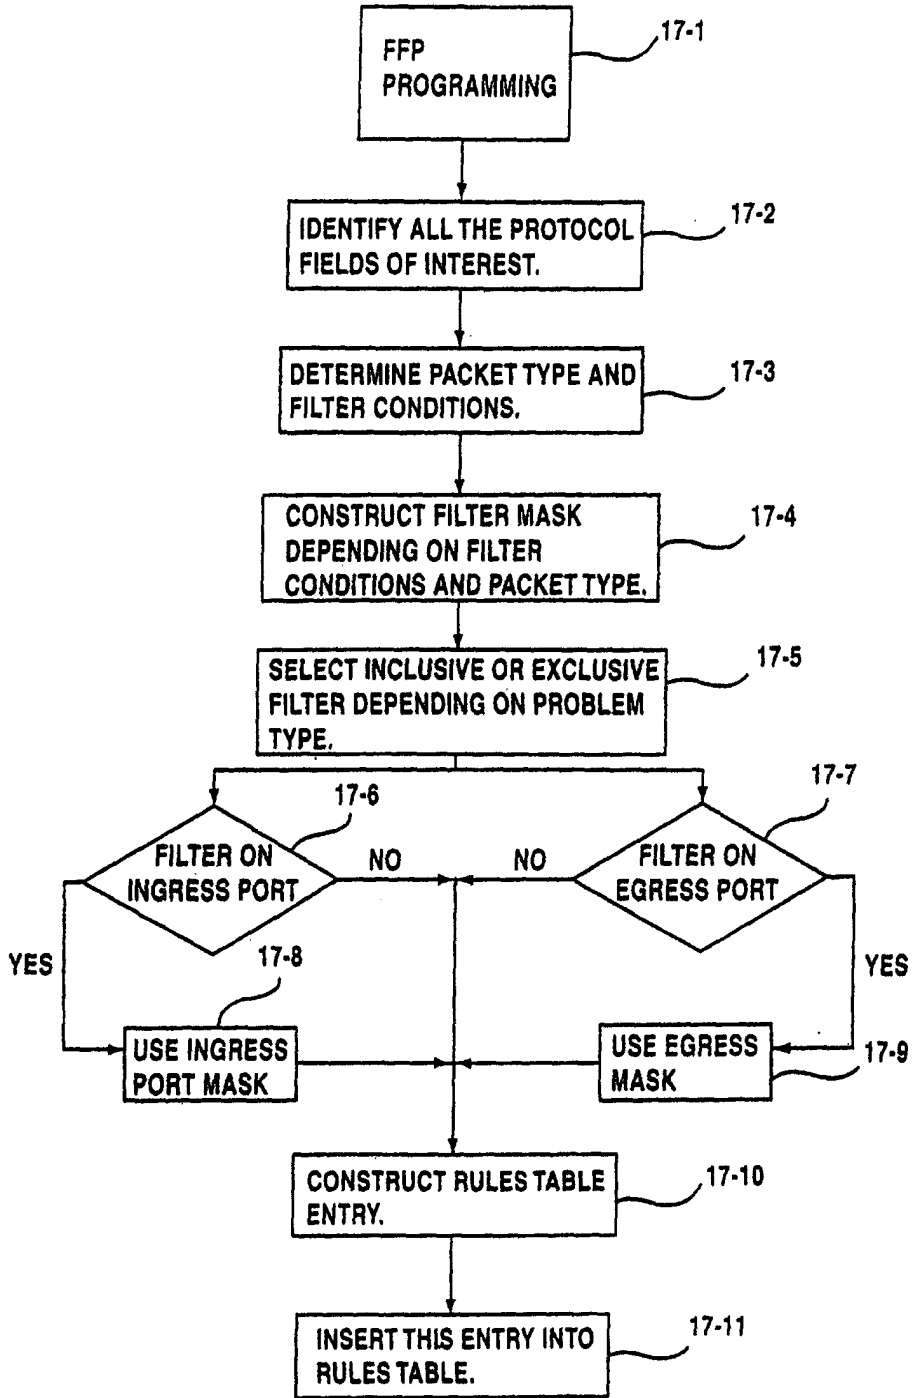 17-1
FFP
PROGRAMMING
17-2
IDENTIFY ALL THE PROTOCOL
FIELDS OF INTEREST.
17-3
DETERMINE PACKET TYPE AND
FILTER CONDITIONS.
17-4
CONSTRUCT FILTER MASK
DEPENDING ON FILTER
CONDITIONS AND PACKET TYPE.
17-5
SELECT INCLUSIVE OR EXCLUSIVE
FILTER DEPENDING ON PROBLEM
TYPE.
17-6
17-7
FILTER ON
INGRESS PORT
NO
NO
FILTER ON
EGRESS PORT
YES
YES
17-8
USE INGRESS
PORT MASK
USE EGRESS
MASK
17-9
CONSTRUCT RULES TABLE
ENTRY.
17-10
INSERT THIS ENTRY INTO
RULES TABLE.
17-11